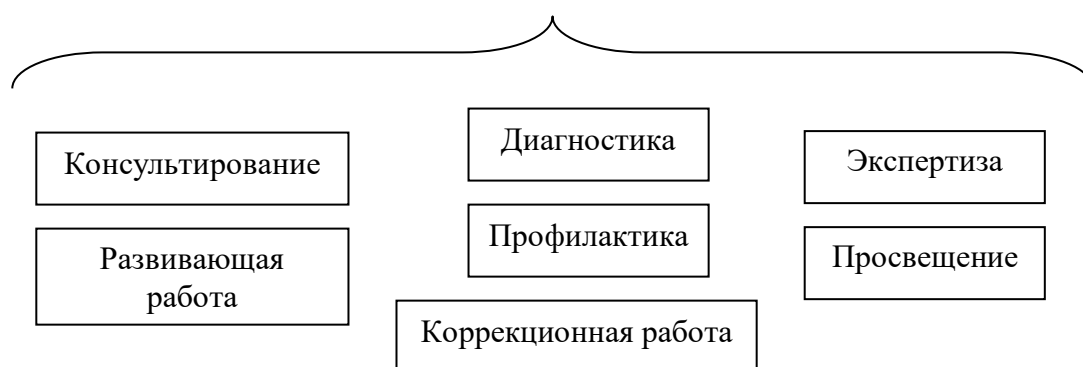 Консультирование
Диагностика
Экспертиза
Развивающая
работа
Профилактика
Просвещение
Коррекционная работа